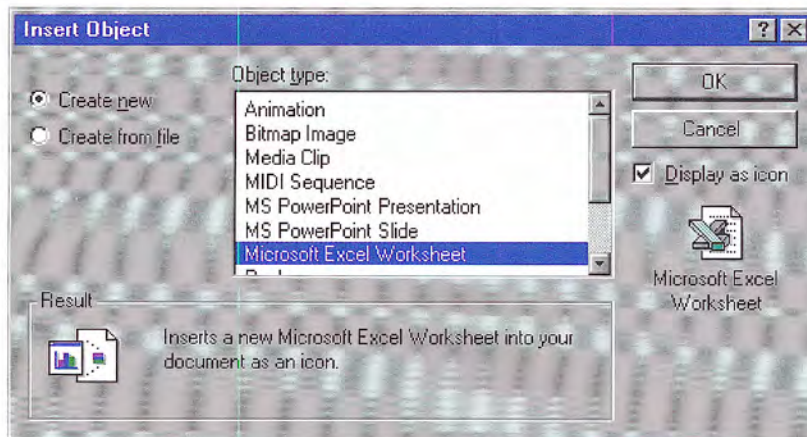 Insert Object
Object type:
Create new
Create from file
Animation
Bitmap Image
Media Clip
MIDI Sequence
MS PowerPoint Presentation
MS PowerPoint Slide
Microsoft Excel Worksheet
OK
Cancel
Display as icon
Microsoft Excel
Worksheet
Result
Inserts a new Microsoft Excel Worksheet into your
document as an icon.